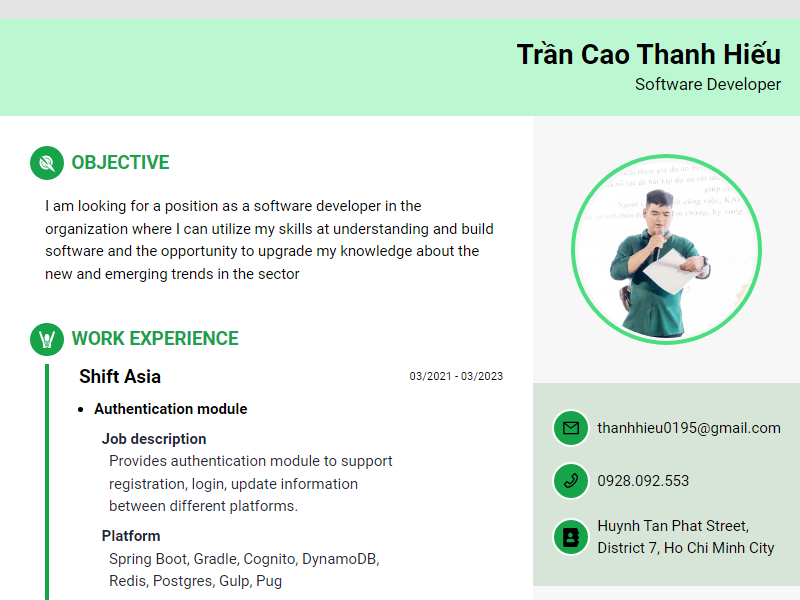 Trần Cao Thanh Hiếu
Software Developer
OBJECTIVE
I am looking for a position as a software developer in the
organization where I can utilize my skills at understanding and build
software and the opportunity to upgrade my knowledge about the
new and emerging trends in the sector
WORK EXPERIENCE
Shift Asia
03/2021 - 03/2023
Authentication module
Job description
Provides authentication module to support
registration, login, update information
between different platforms.
Platform
Spring Boot, Gradle, Cognito, DynamoDB,
Redis, Postgres, Gulp, Pug
thanhhieu0195@gmail.com
0928.092.553
Huynh Tan Phat Street,
District 7, Ho Chi Minh City